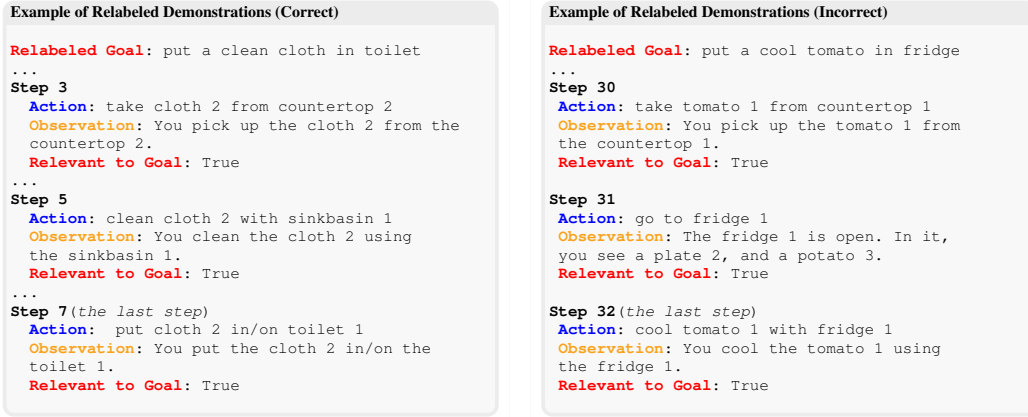 Example of Relabeled Demonstrations (Correct)
Relabeled Goal: put a clean cloth in toilet
...
Step 3
Action: take cloth 2 from countertop 2
Observation: You pick up the cloth 2 from the
countertop 2.
Relevant to Goal: True
...
Step 5
Action: clean cloth 2 with sinkbasin 1
Observation: You clean the cloth 2 using
the sinkbasin 1.
Relevant to Goal: True
...
Step 7(the last step)
Action: put cloth 2 in/on toilet 1
Observation: You put the cloth 2 in/on the
toilet 1.
Relevant to Goal: True
Example of Relabeled Demonstrations (Incorrect)
Relabeled Goal: put a cool tomato in fridge
...
Step 30
Action: take tomato 1 from countertop 1
Observation: You pick up the tomato 1 from
the countertop 1.
Relevant to Goal: True
Step 31
Action: go to fridge 1
Observation: The fridge 1 is open. In it,
you see a plate 2, and a potato 3.
Relevant to Goal: True
Step 32(the last step)
Action: cool tomato 1 with fridge 1
Observation: You cool the tomato 1 using
the fridge 1.
Relevant to Goal: True